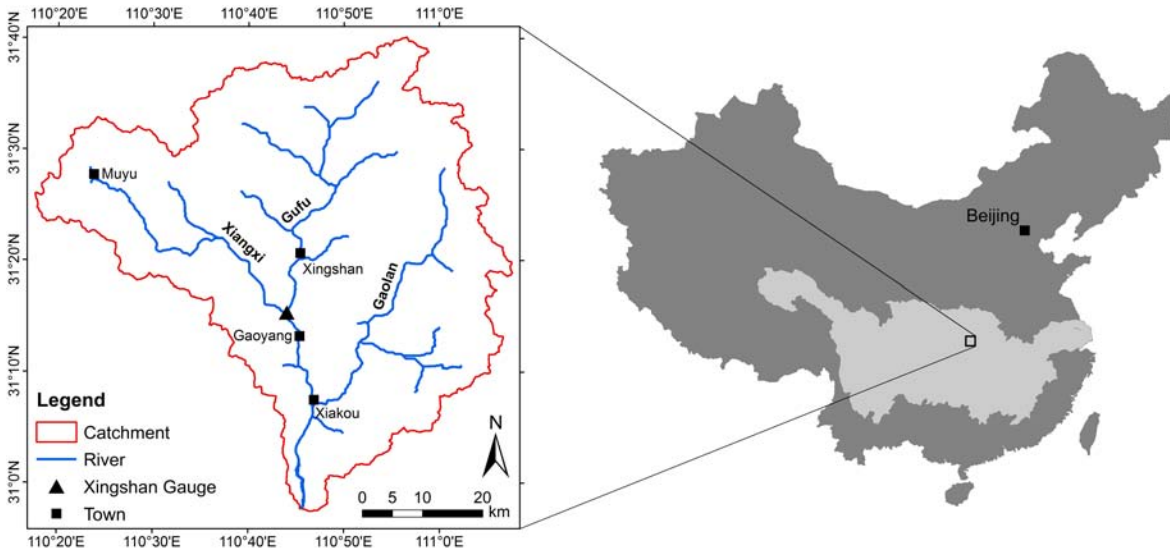 110°20'E 110°30'E 110°40'E 110°50'E 111°0'E
31°40'N
31°30'N
31°20'N
31°10'N
31°0'N
Muyu
Gufu
Xiangxi
Xingshan
Gaolan
Gaoyang
Xiakou
Legend
Catchment
River
Xingshan Gauge
Town
N
0 5 10 20
km
110°20'E 110°30'E 110°40'E 110°50'E 111°0'E
Beijing